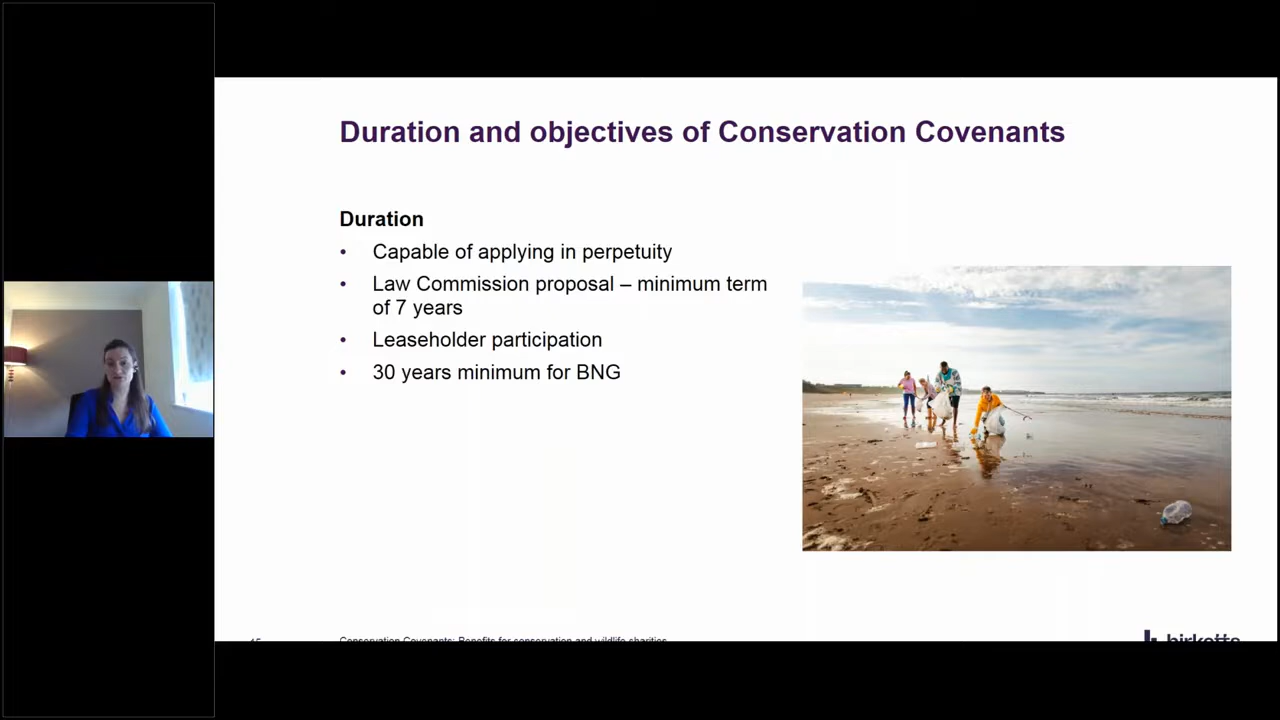 Duration and objectives of Conservation Covenants
Duration
• Capable of applying in perpetuity
• Law Commission proposal – minimum term
of 7 years
• Leaseholder participation
• 30 years minimum for BNG
Conservation Covenants: Benefits for conservation and wildlife charities
birketts